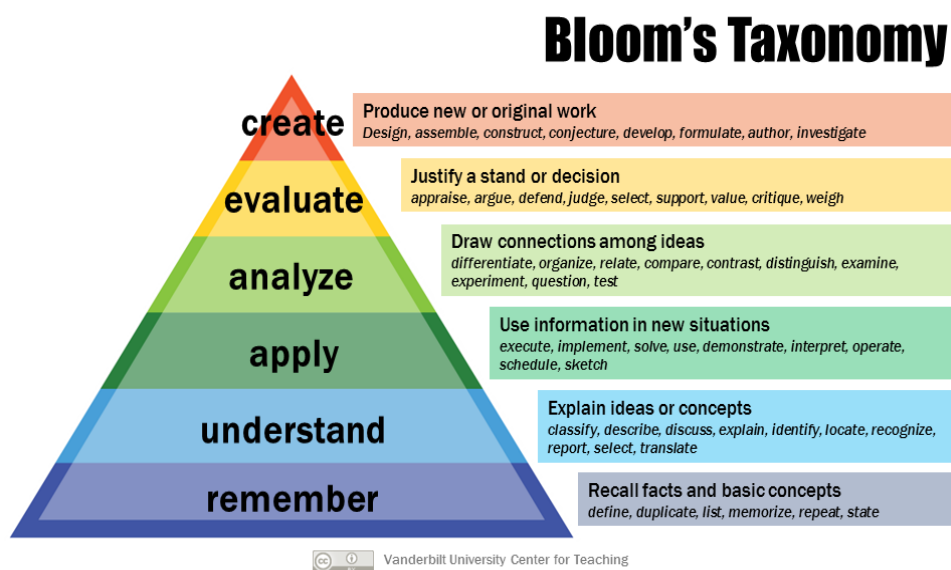 Bloom's Taxonomy
create
Produce new or original work
Design, assemble, construct, conjecture, develop, formulate, author, investigate
evaluate
Justify a stand or decision
appraise, argue, defend, judge, select, support, value, critique, weigh
analyze
Draw connections among ideas
differentiate, organize, relate, compare, contrast, distinguish, examine,
experiment, question, test
apply
Use information in new situations
execute, implement, solve, use, demonstrate, interpret, operate,
schedule, sketch
understand
Explain ideas or concepts
classify, describe, discuss, explain, identify, locate, recognize,
report, select, translate
remember
Recall facts and basic concepts
define, duplicate, list, memorize, repeat, state
cc
Vanderbilt University Center for Teaching